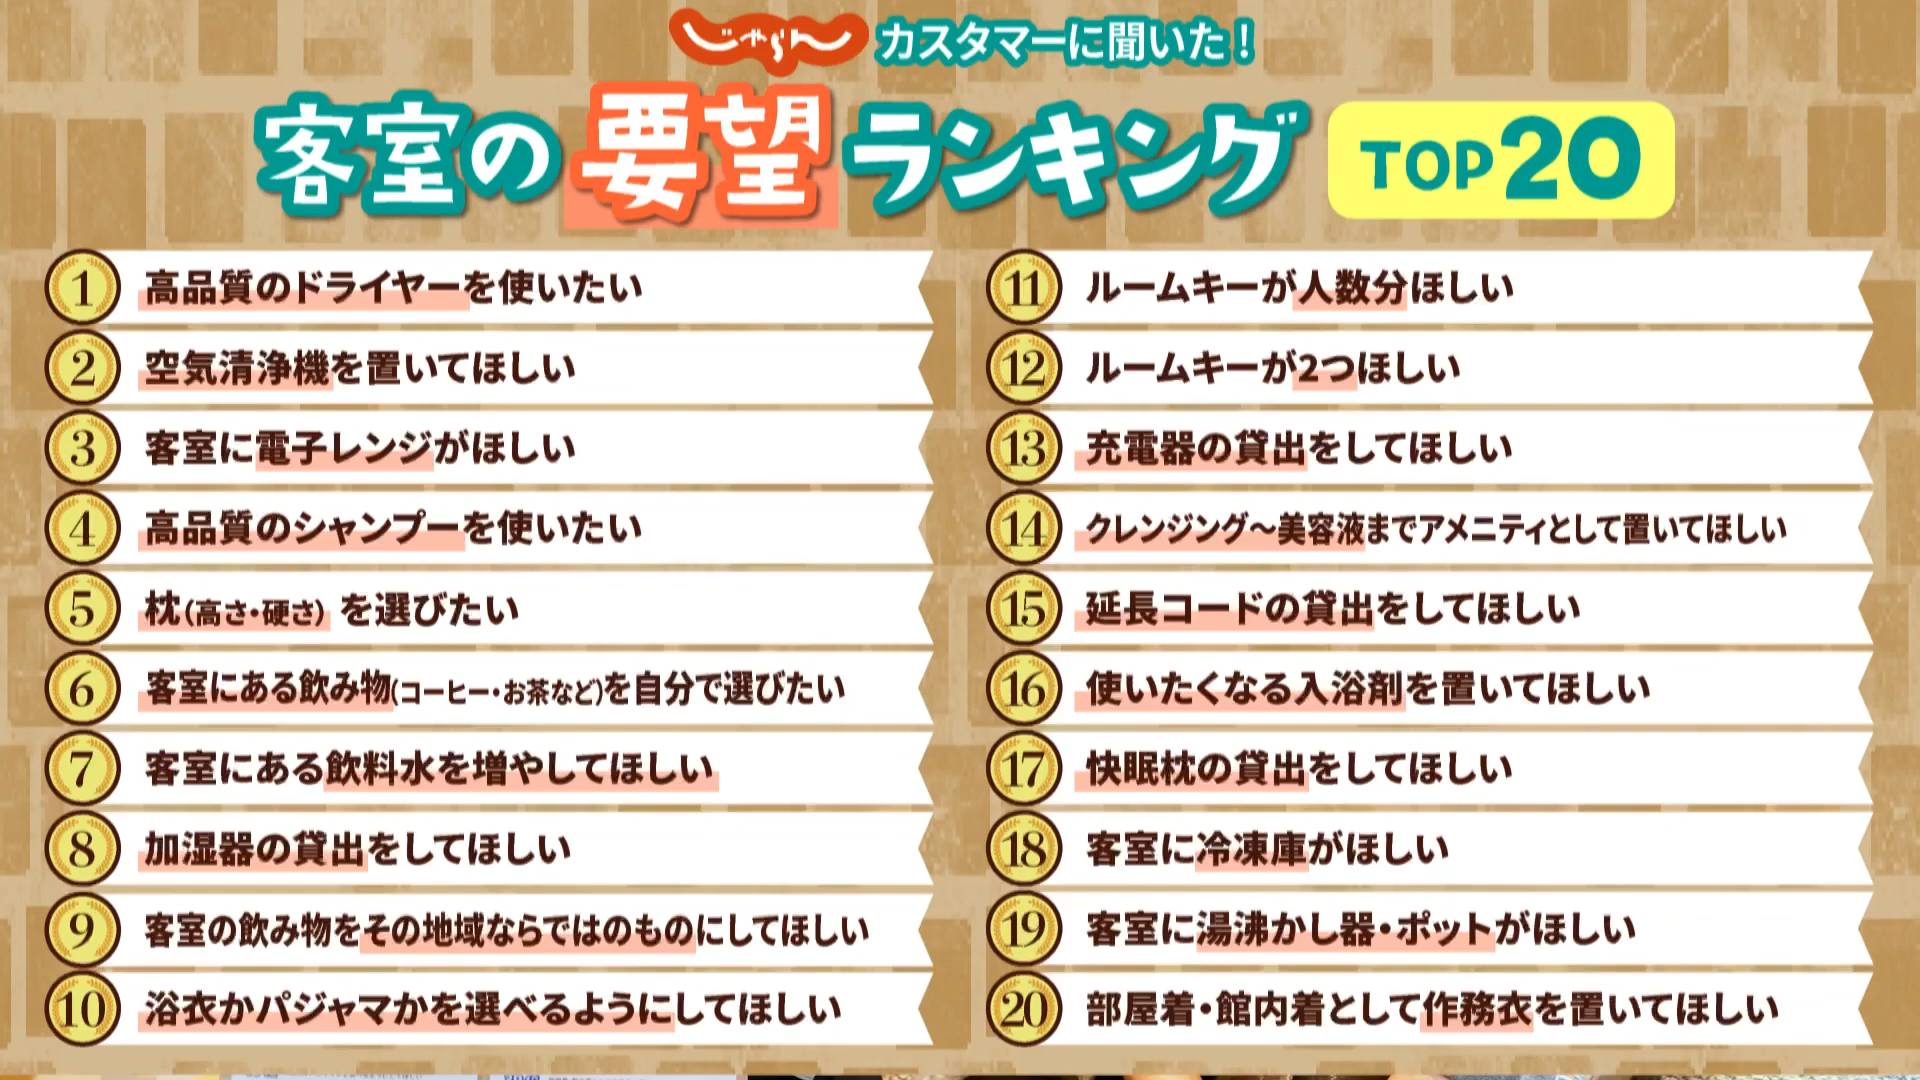 じゃらん カスタマーに聞いた!
客室の要望ランキング TOP20
1 高品質のドライヤーを使いたい
2 空気清浄機を置いてほしい
3 客室に電子レンジがほしい
4 高品質のシャンプーを使いたい
5 枕(高さ・硬さ)を選びたい
6 客室にある飲み物(コーヒー・お茶など)を自分で選びたい
7 客室にある飲料水を増やしてほしい
8 加湿器の貸出をしてほしい
9 客室の飲み物をその地域ならではのものにしてほしい
10 浴衣かパジャマかを選べるようにしてほしい
11 ルームキーが人数分ほしい
12 ルームキーが2つほしい
13 充電器の貸出をしてほしい
14 クレンジング～美容液までアメニティとして置いてほしい
15 延長コードの貸出をしてほしい
16 使いたくなる入浴剤を置いてほしい
17 快眠枕の貸出をしてほしい
18 客室に冷凍庫がほしい
19 客室に湯沸かし器・ポットがほしい
20 部屋着・館内着として作務衣を置いてほしい